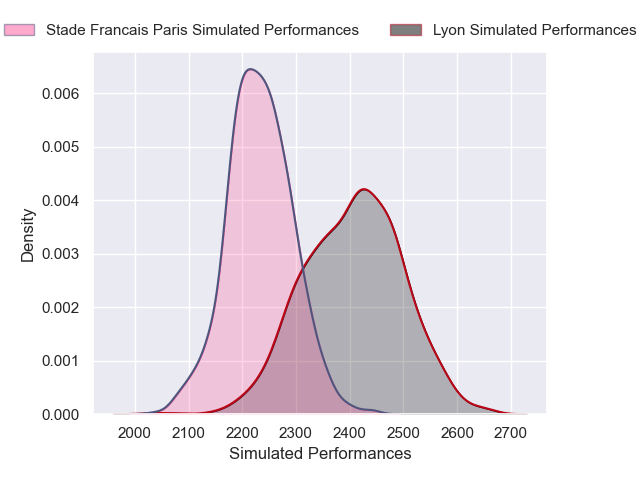 Stade Francais Paris Simulated Performances
Lyon Simulated Performances
0.006
0.005
0.004
0.003
0.002
0.001
0.000
Density
2000 2100 2200 2300 2400 2500 2600 2700
Simulated Performances